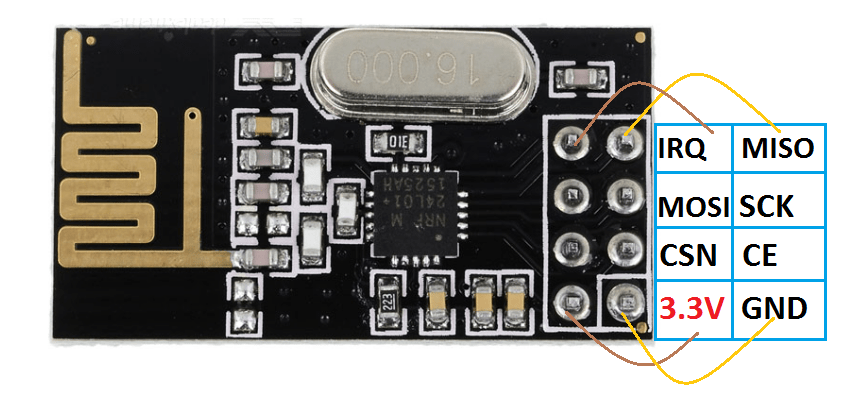 16.000
IRQ MISO
NRF
M
24L01+
1525AH
MOSI SCK
CSN CE
223
3.3V GND